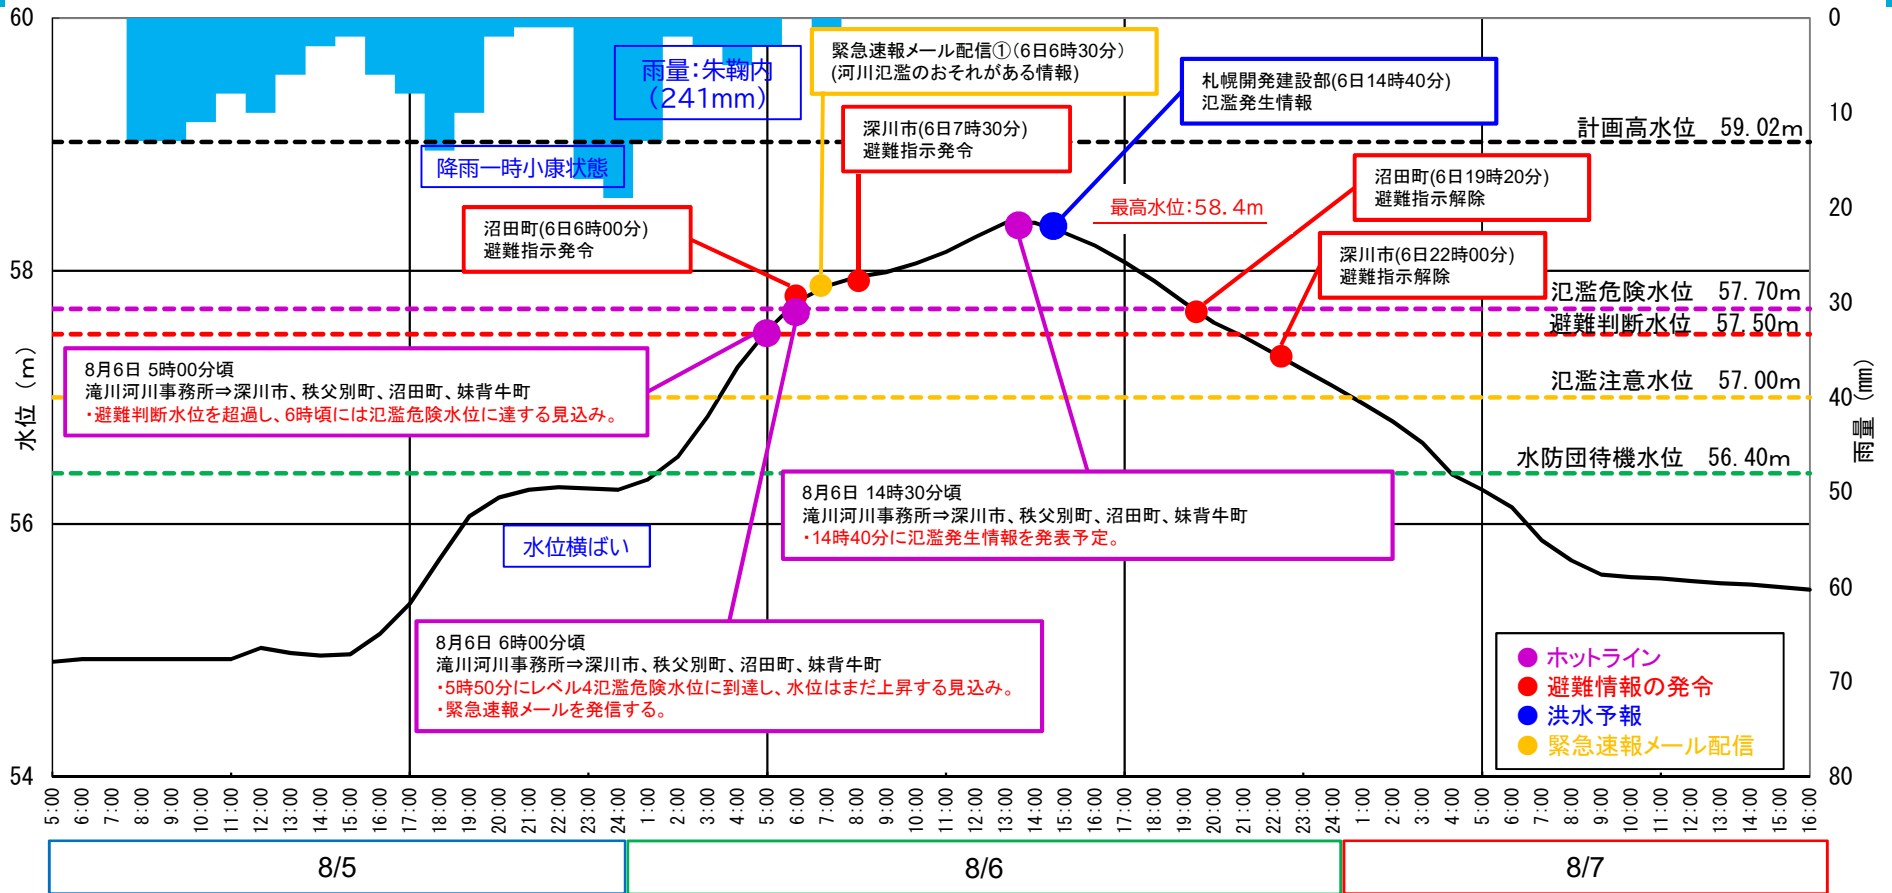 60
58
56
54
水位 (m)
0
10
20
30
40
50
60
70
80
雨量 (㎜)
雨量：朱鞠内
（241mm）
降雨一時小康状態
水位横ばい
緊急速報メール配信①（6日6時30分）
(河川氾濫のおそれがある情報)
深川市(6日7時30分)
避難指示発令
札幌開発建設部(6日14時40分)
氾濫発生情報
沼田町(6日6時00分)
避難指示発令
最高水位：58.4m
沼田町(6日19時20分)
避難指示解除
深川市(6日22時00分)
避難指示解除
計画高水位 59.02m
氾濫危険水位 57.70m
避難判断水位 57.50m
氾濫注意水位 57.00m
水防団待機水位 56.40m
8月6日 5時00分頃
滝川河川事務所⇒深川市、秩父別町、沼田町、妹背牛町
・避難判断水位を超過し、6時頃には氾濫危険水位に達する見込み。
8月6日 14時30分頃
滝川河川事務所⇒深川市、秩父別町、沼田町、妹背牛町
・14時40分に氾濫発生情報を発表予定。
8月6日 6時00分頃
滝川河川事務所⇒深川市、秩父別町、沼田町、妹背牛町
・5時50分にレベル4氾濫危険水位に到達し、水位はまだ上昇する見込み。
・緊急速報メールを発信する。
ホットライン
避難情報の発令
洪水予報
緊急速報メール配信
5:00 6:00 7:00 8:00 9:00 10:00 11:00 12:00 13:00 14:00 15:00 16:00 17:00 18:00 19:00 20:00 21:00 22:00 23:00 24:00 1:00 2:00 3:00 4:00 5:00 6:00 7:00 8:00 9:00 10:00 11:00 12:00 13:00 14:00 15:00 16:00 17:00 18:00 19:00 20:00 21:00 22:00 23:00 24:00 1:00 2:00 3:00 4:00 5:00 6:00 7:00 8:00 9:00 10:00 11:00 12:00 13:00 14:00 15:00 16:00
8/5
8/6
8/7